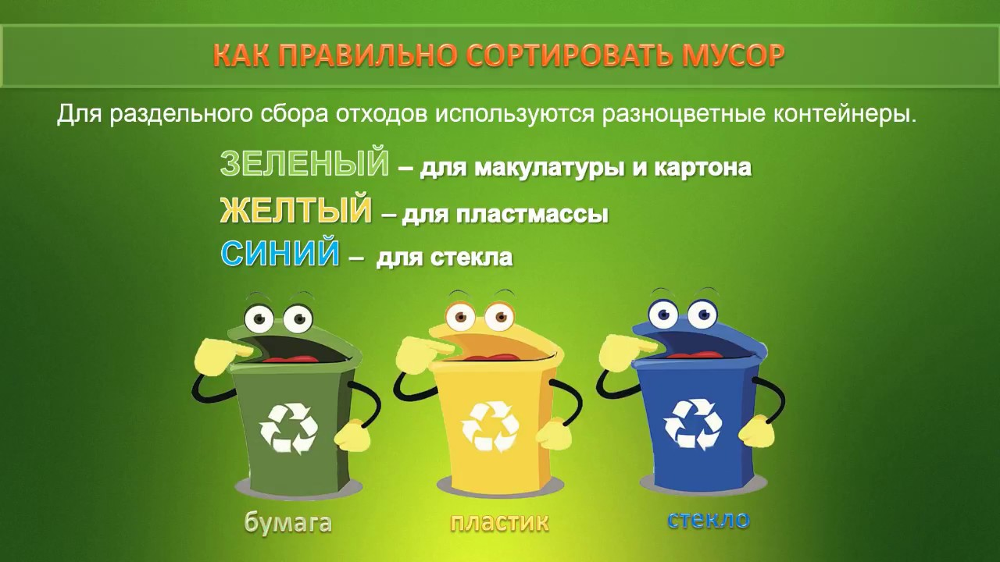 КАК ПРАВИЛЬНО СОРТИРОВАТЬ МУСОР
Для раздельного сбора отходов используются разноцветные контейнеры.
ЗЕЛЕНЫЙ – для макулатуры и картона
ЖЕЛТЫЙ – для пластмассы
СИНИЙ – для стекла
бумага пластик стекло